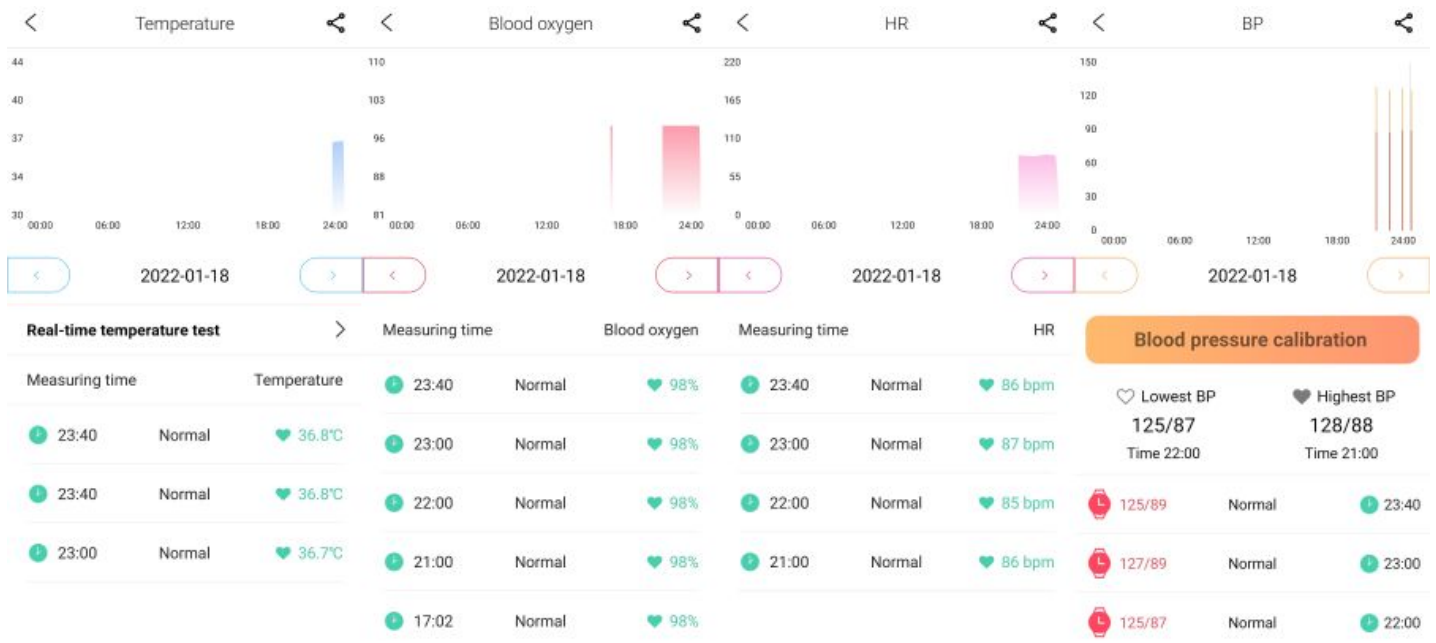 Temperature
44
40
37
34
30
00:00 06:00 12:00 18:00 24:00
2022-01-18
Real-time temperature test
Measuring time Temperature
23:40 Normal 36.8℃
23:40 Normal 36.8℃
23:00 Normal 36.7℃
Blood oxygen
110
103
96
88
81
00:00 06:00 12:00 18:00 24:00
2022-01-18
Measuring time Blood oxygen
23:40 Normal 98%
23:00 Normal 98%
22:00 Normal 98%
21:00 Normal 98%
17:02 Normal 98%
HR
220
165
110
55
0
00:00 06:00 12:00 18:00 24:00
2022-01-18
Measuring time HR
23:40 Normal 86 bpm
23:00 Normal 87 bpm
22:00 Normal 85 bpm
21:00 Normal 86 bpm
BP
150
120
90
60
30
0
00:00 06:00 12:00 18:00 24:00
2022-01-18
Blood pressure calibration
Lowest BP Highest BP
125/87 128/88
Time 22:00 Time 21:00
125/89 Normal 23:40
127/89 Normal 23:00
125/87 Normal 22:00